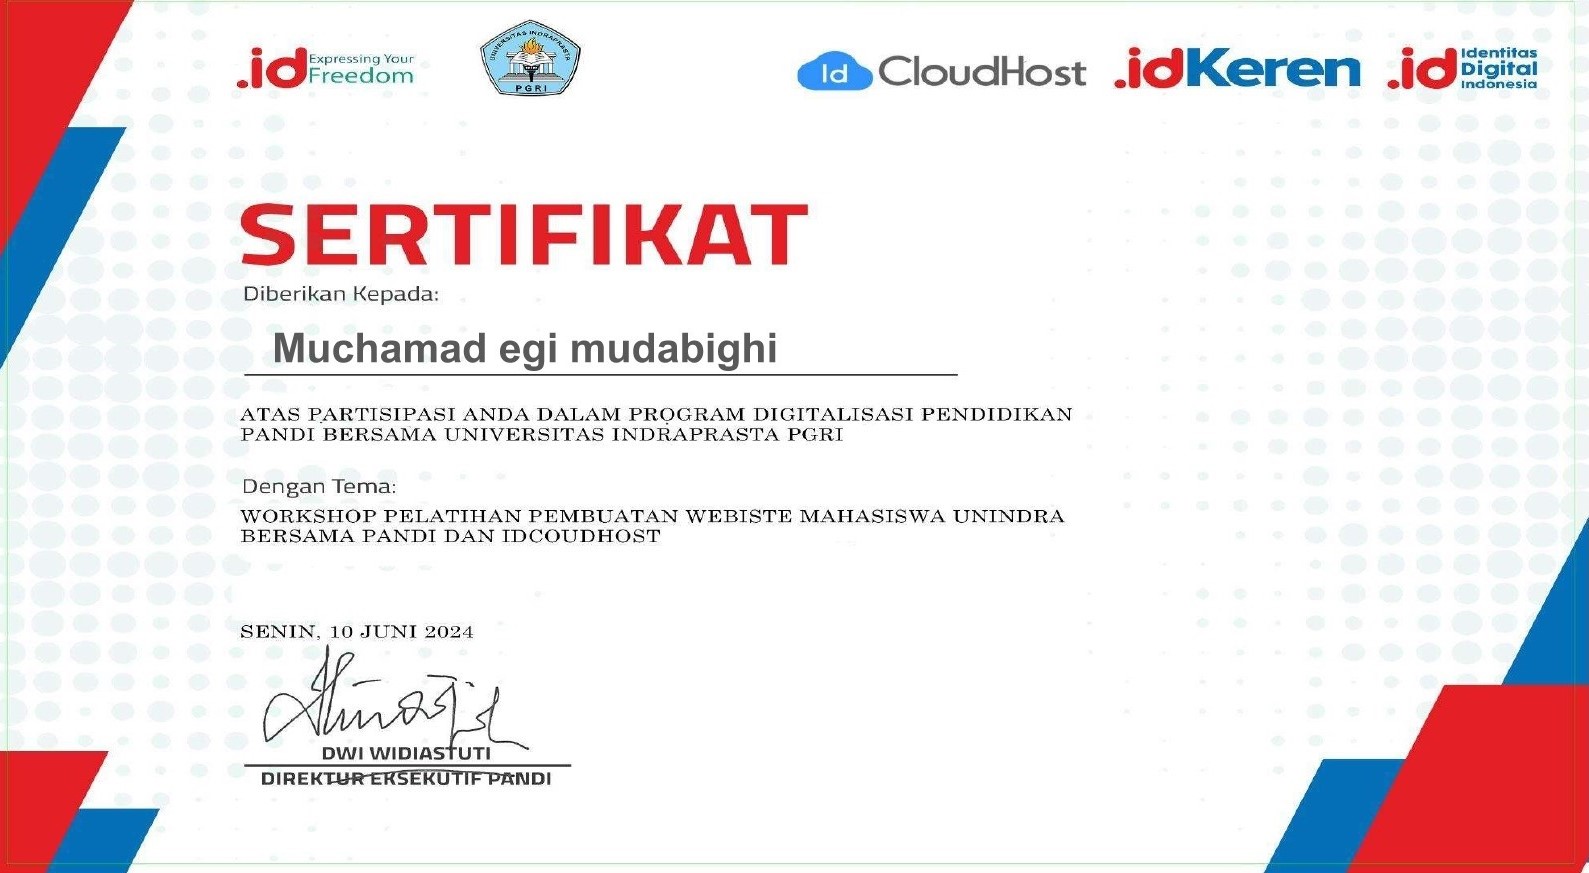 .id Expressing Your Freedom
UNIVERSITAS INDRAPRASTA
PGRI
Id CloudHost
.idKeren
.id Identitas Digital Indonesia
SERTIFIKAT
Diberikan Kepada:
Muchamad egi mudabighi
ATAS PARTISIPASI ANDA DALAM PROGRAM DIGITALISASI PENDIDIKAN
PANDI BERSAMA UNIVERSITAS INDRAPRASTA PGRI
Dengan Tema:
WORKSHOP PELATIHAN PEMBUATAN WEBISTE MAHASISWA UNINDRA
BERSAMA PANDI DAN IDCOUDHOST
SENIN, 10 JUNI 2024
DWI WIDIASTUTI
DIREKTUR EKSEKUTIF PANDI